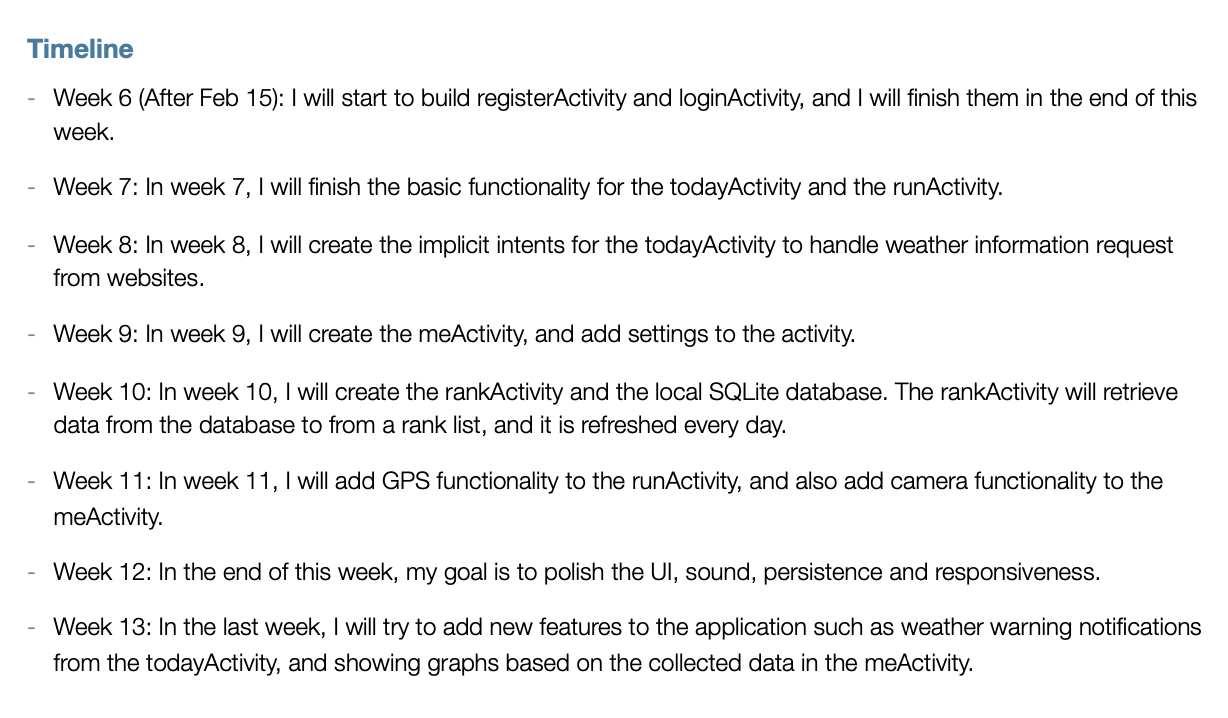 Timeline
- Week 6 (After Feb 15): I will start to build registerActivity and loginActivity, and I will finish them in the end of this
week.
- Week 7: In week 7, I will finish the basic functionality for the todayActivity and the runActivity.
- Week 8: In week 8, I will create the implicit intents for the todayActivity to handle weather information request
from websites.
- Week 9: In week 9, I will create the meActivity, and add settings to the activity.
- Week 10: In week 10, I will create the rankActivity and the local SQLite database. The rankActivity will retrieve
data from the database to from a rank list, and it is refreshed every day.
- Week 11: In week 11, I will add GPS functionality to the runActivity, and also add camera functionality to the
meActivity.
- Week 12: In the end of this week, my goal is to polish the UI, sound, persistence and responsiveness.
- Week 13: In the last week, I will try to add new features to the application such as weather warning notifications
from the todayActivity, and showing graphs based on the collected data in the meActivity.